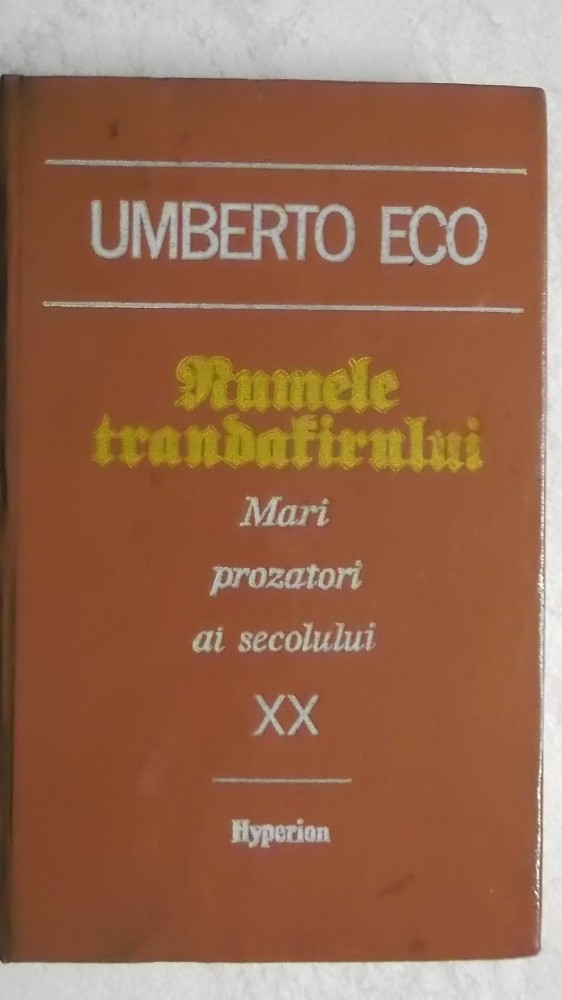 UMBERTO ECO
Numele
trandafirului
Mari
prozatori
ai secolului
XX
Hyperion